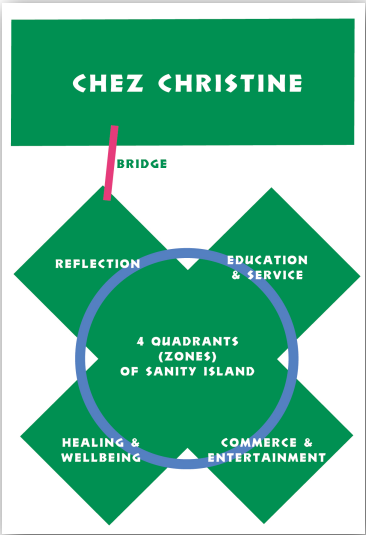 CHEZ CHRISTINE
BRIDGE
REFLECTION
EDUCATION
& SERVICE
4 QUADRANTS
(ZONES)
OF SANITY ISLAND
HEALING &
WELLBEING
COMMERCE &
ENTERTAINMENT